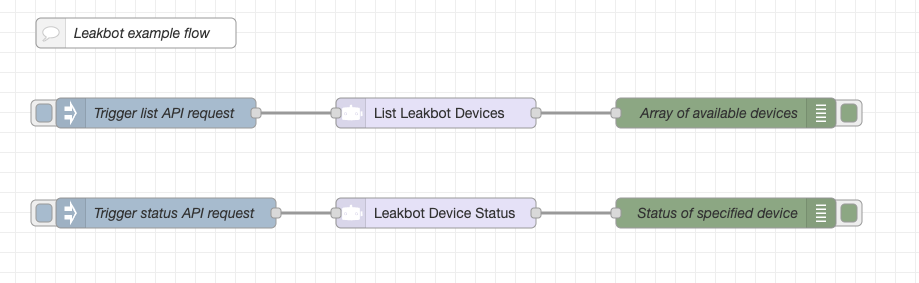 Leakbot example flow
Trigger list API request
List Leakbot Devices
Array of available devices
Trigger status API request
Leakbot Device Status
Status of specified device